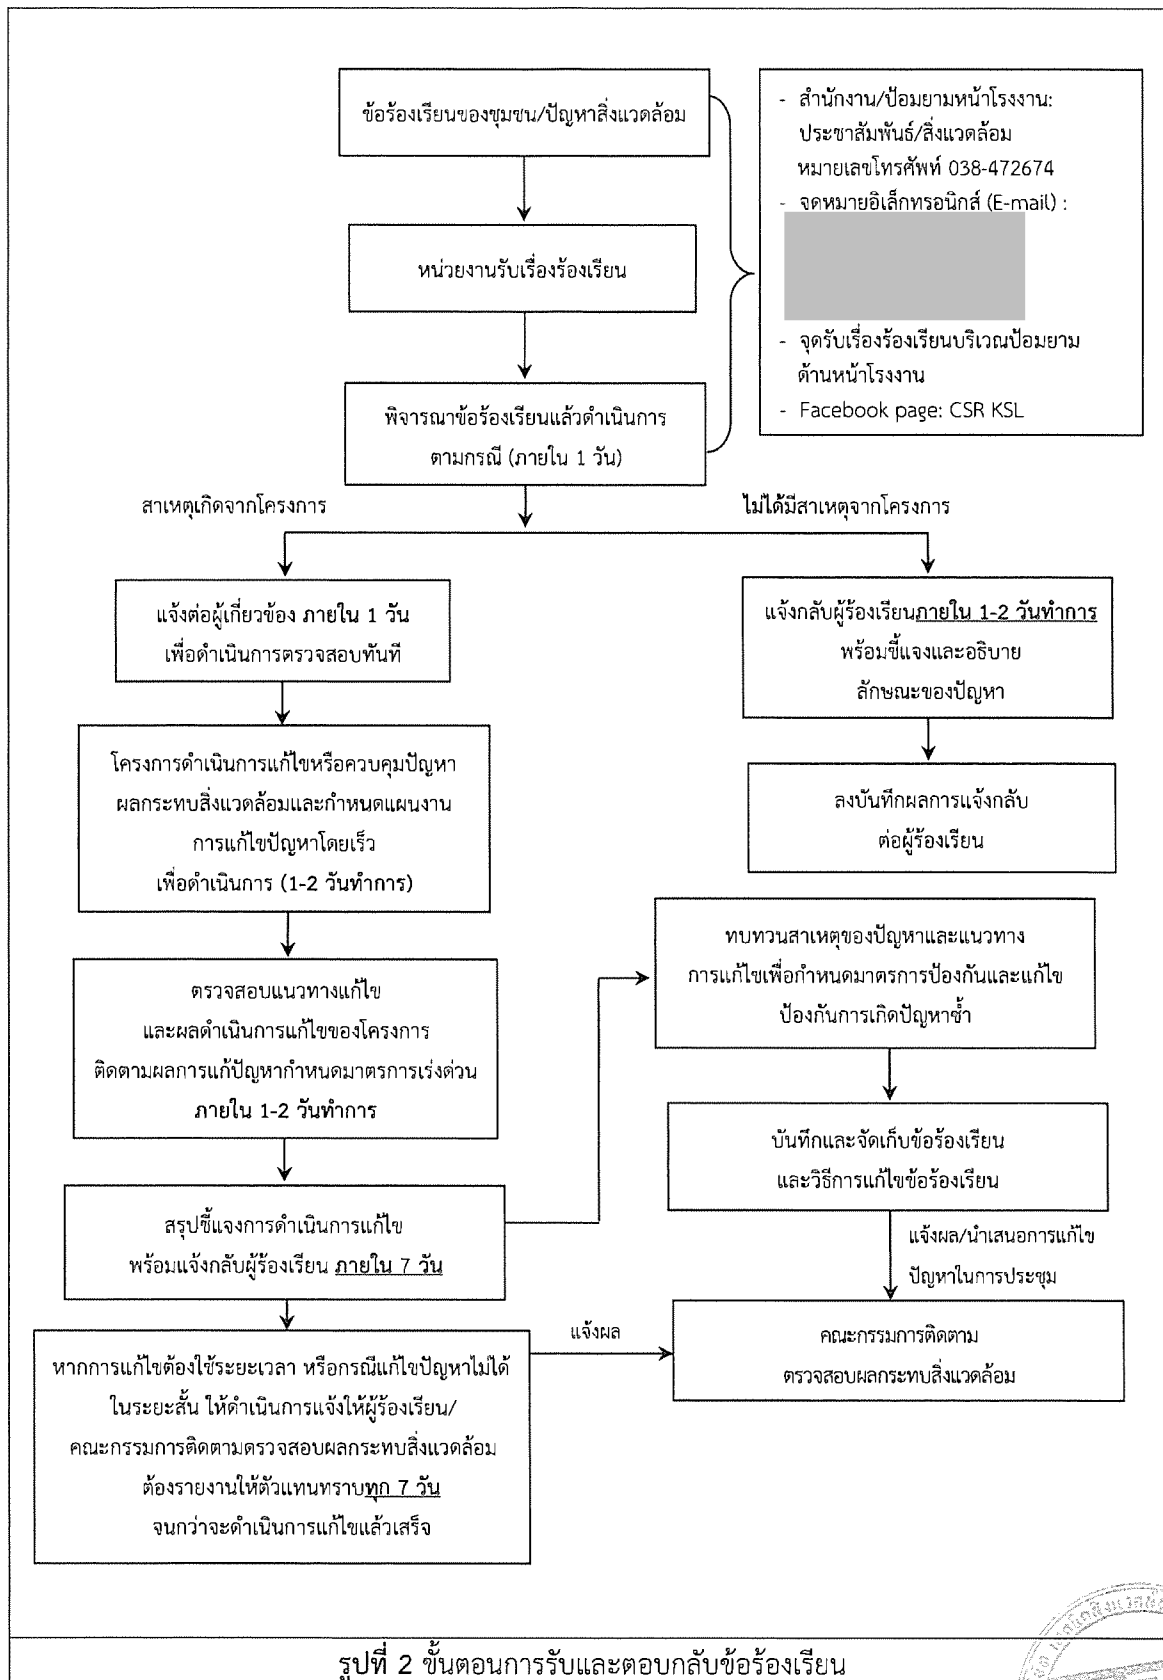 ข้อร้องเรียนของชุมชน/ปัญหาสิ่งแวดล้อม
- สำนักงาน/ป้อมยามหน้าโรงงาน:
ประชาสัมพันธ์/สิ่งแวดล้อม
หมายเลขโทรศัพท์ 038-472674
- จดหมายอิเล็กทรอนิกส์ (E-mail) :
- จุดรับเรื่องร้องเรียนบริเวณป้อมยาม
ด้านหน้าโรงงาน
- Facebook page: CSR KSL
หน่วยงานรับเรื่องร้องเรียน
พิจารณาข้อร้องเรียนแล้วดำเนินการ
ตามกรณี (ภายใน 1 วัน)
สาเหตุเกิดจากโครงการ
ไม่ได้มีสาเหตุจากโครงการ
แจ้งต่อผู้เกี่ยวข้อง ภายใน 1 วัน
เพื่อดำเนินการตรวจสอบทันที
แจ้งกลับผู้ร้องเรียนภายใน 1-2 วันทำการ
พร้อมชี้แจงและอธิบาย
ลักษณะของปัญหา
โครงการดำเนินการแก้ไขหรือควบคุมปัญหา
ผลกระทบสิ่งแวดล้อมและกำหนดแผนงาน
การแก้ไขปัญหาโดยเร็ว
เพื่อดำเนินการ (1-2 วันทำการ)
ลงบันทึกผลการแจ้งกลับ
ต่อผู้ร้องเรียน
ตรวจสอบแนวทางแก้ไข
และผลดำเนินการแก้ไขของโครงการ
ติดตามผลการแก้ปัญหากำหนดมาตรการเร่งด่วน
ภายใน 1-2 วันทำการ
ทบทวนสาเหตุของปัญหาและแนวทาง
การแก้ไขเพื่อกำหนดมาตรการป้องกันและแก้ไข
ป้องกันการเกิดปัญหาซ้ำ
บันทึกและจัดเก็บข้อร้องเรียน
และวิธีการแก้ไขข้อร้องเรียน
สรุปชี้แจงการดำเนินการแก้ไข
พร้อมแจ้งกลับผู้ร้องเรียน ภายใน 7 วัน
แจ้งผล/นำเสนอการแก้ไข
ปัญหาในการประชุม
หากการแก้ไขต้องใช้ระยะเวลา หรือกรณีแก้ไขปัญหาไม่ได้
ในระยะสั้น ให้ดำเนินการแจ้งให้ผู้ร้องเรียน/
คณะกรรมการติดตามตรวจสอบผลกระทบสิ่งแวดล้อม
ต้องรายงานให้ตัวแทนทราบทุก 7 วัน
จนกว่าจะดำเนินการแก้ไขแล้วเสร็จ
แจ้งผล
คณะกรรมการติดตาม
ตรวจสอบผลกระทบสิ่งแวดล้อม
รูปที่ 2 ขั้นตอนการรับและตอบกลับข้อร้องเรียน